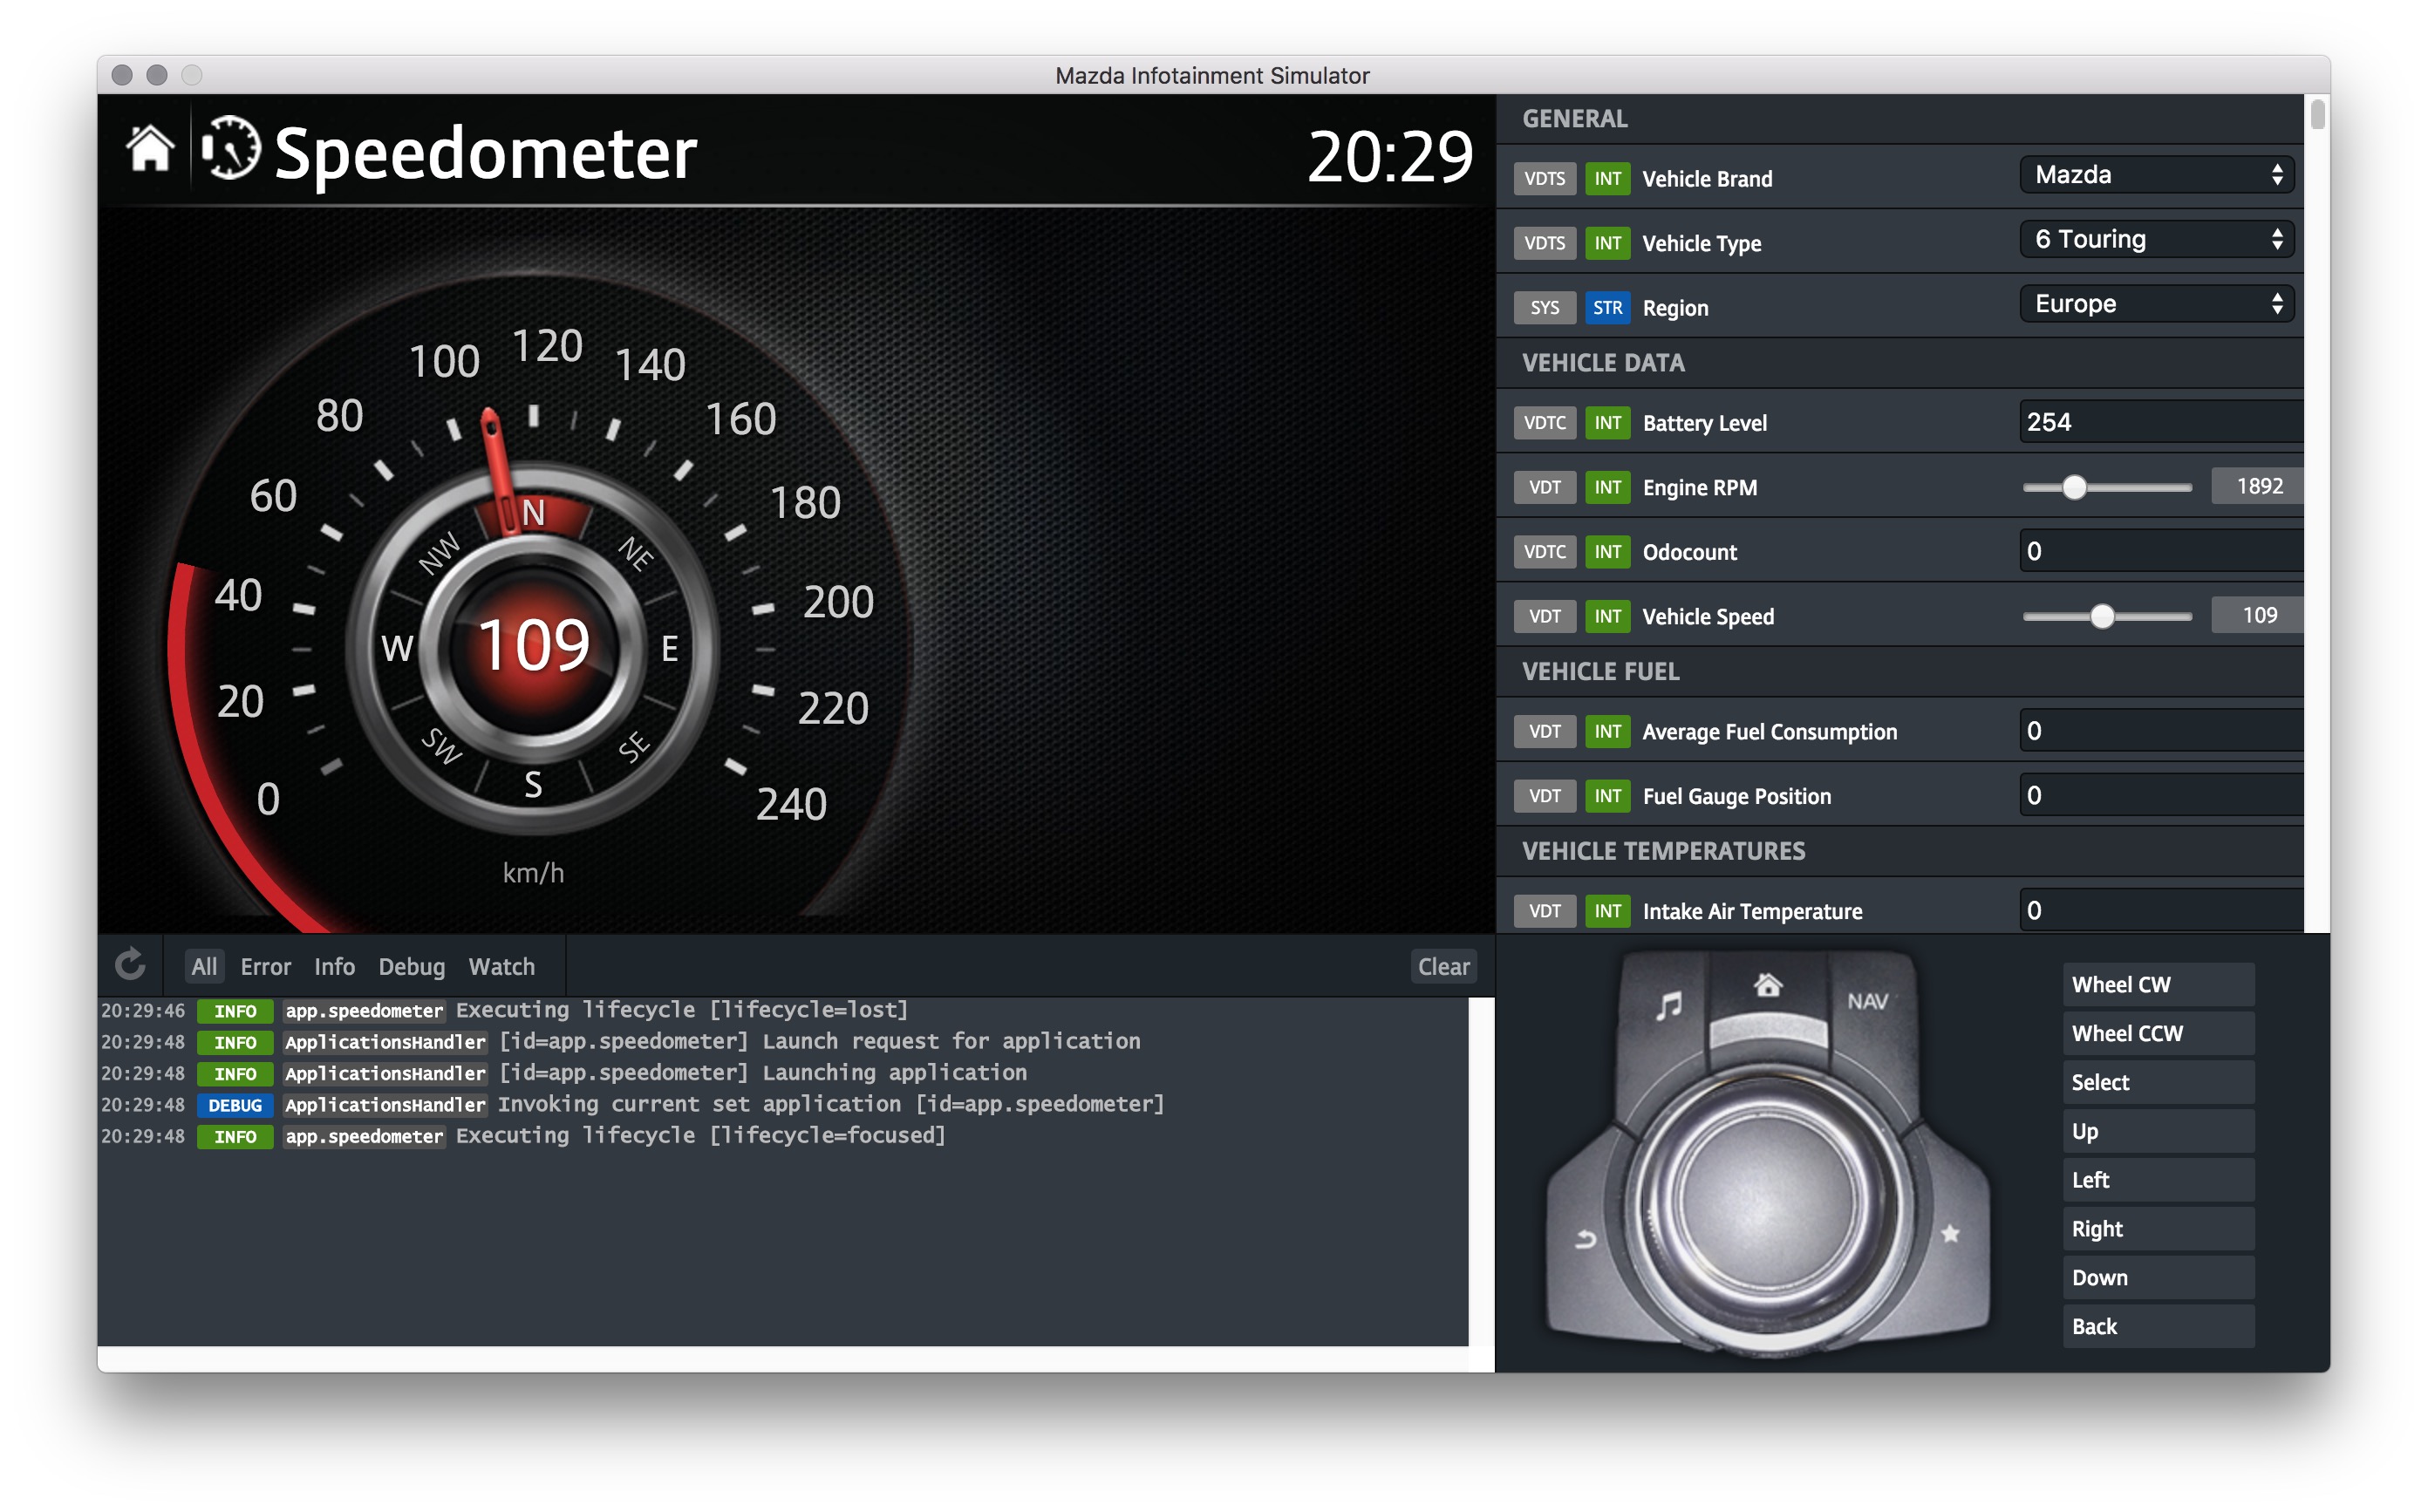 Mazda Infotainment Simulator
Speedometer
20:29
0
20
40
60
80
100
120
140
160
180
200
220
240
N
NE
E
SE
S
SW
W
NW
109
km/h
GENERAL
VDTS INT Vehicle Brand Mazda
VDTS INT Vehicle Type 6 Touring
SYS STR Region Europe
VEHICLE DATA
VDTC INT Battery Level 254
VDT INT Engine RPM 1892
VDTC INT Odocount 0
VDT INT Vehicle Speed 109
VEHICLE FUEL
VDT INT Average Fuel Consumption 0
VDT INT Fuel Gauge Position 0
VEHICLE TEMPERATURES
VDT INT Intake Air Temperature 0
All Error Info Debug Watch Clear
20:29:46 INFO app.speedometer Executing lifecycle [lifecycle=lost]
20:29:48 INFO ApplicationsHandler [id=app.speedometer] Launch request for application
20:29:48 INFO ApplicationsHandler [id=app.speedometer] Launching application
20:29:48 DEBUG ApplicationsHandler Invoking current set application [id=app.speedometer]
20:29:48 INFO app.speedometer Executing lifecycle [lifecycle=focused]
NAV
Wheel CW
Wheel CCW
Select
Up
Left
Right
Down
Back